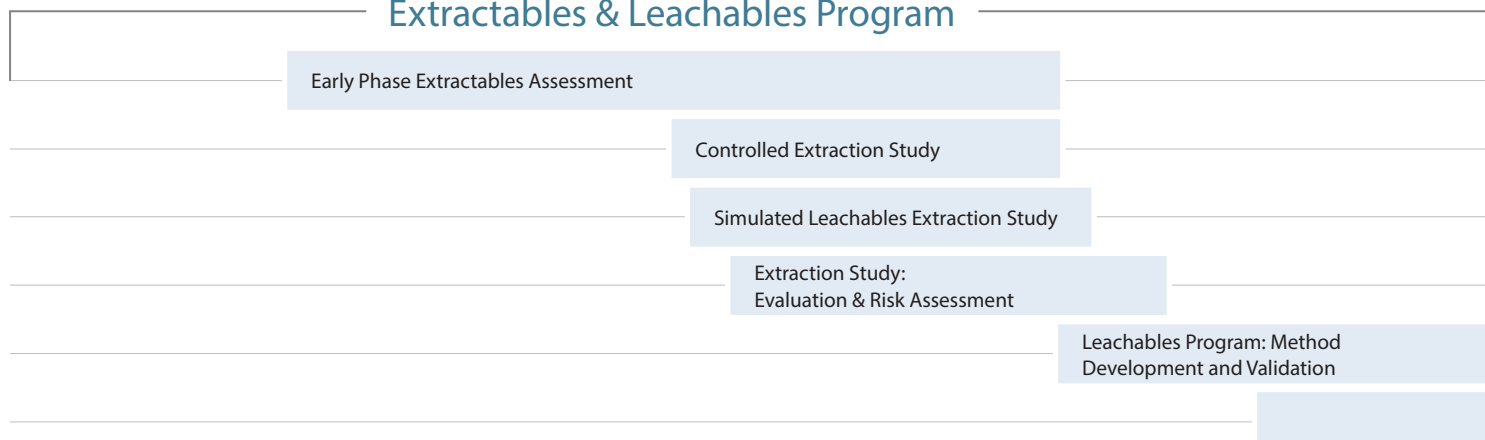 Extractables & Leachables Program
Early Phase Extractables Assessment
Controlled Extraction Study
Simulated Leachables Extraction Study
Extraction Study:
Evaluation & Risk Assessment
Leachables Program: Method
Development and Validation